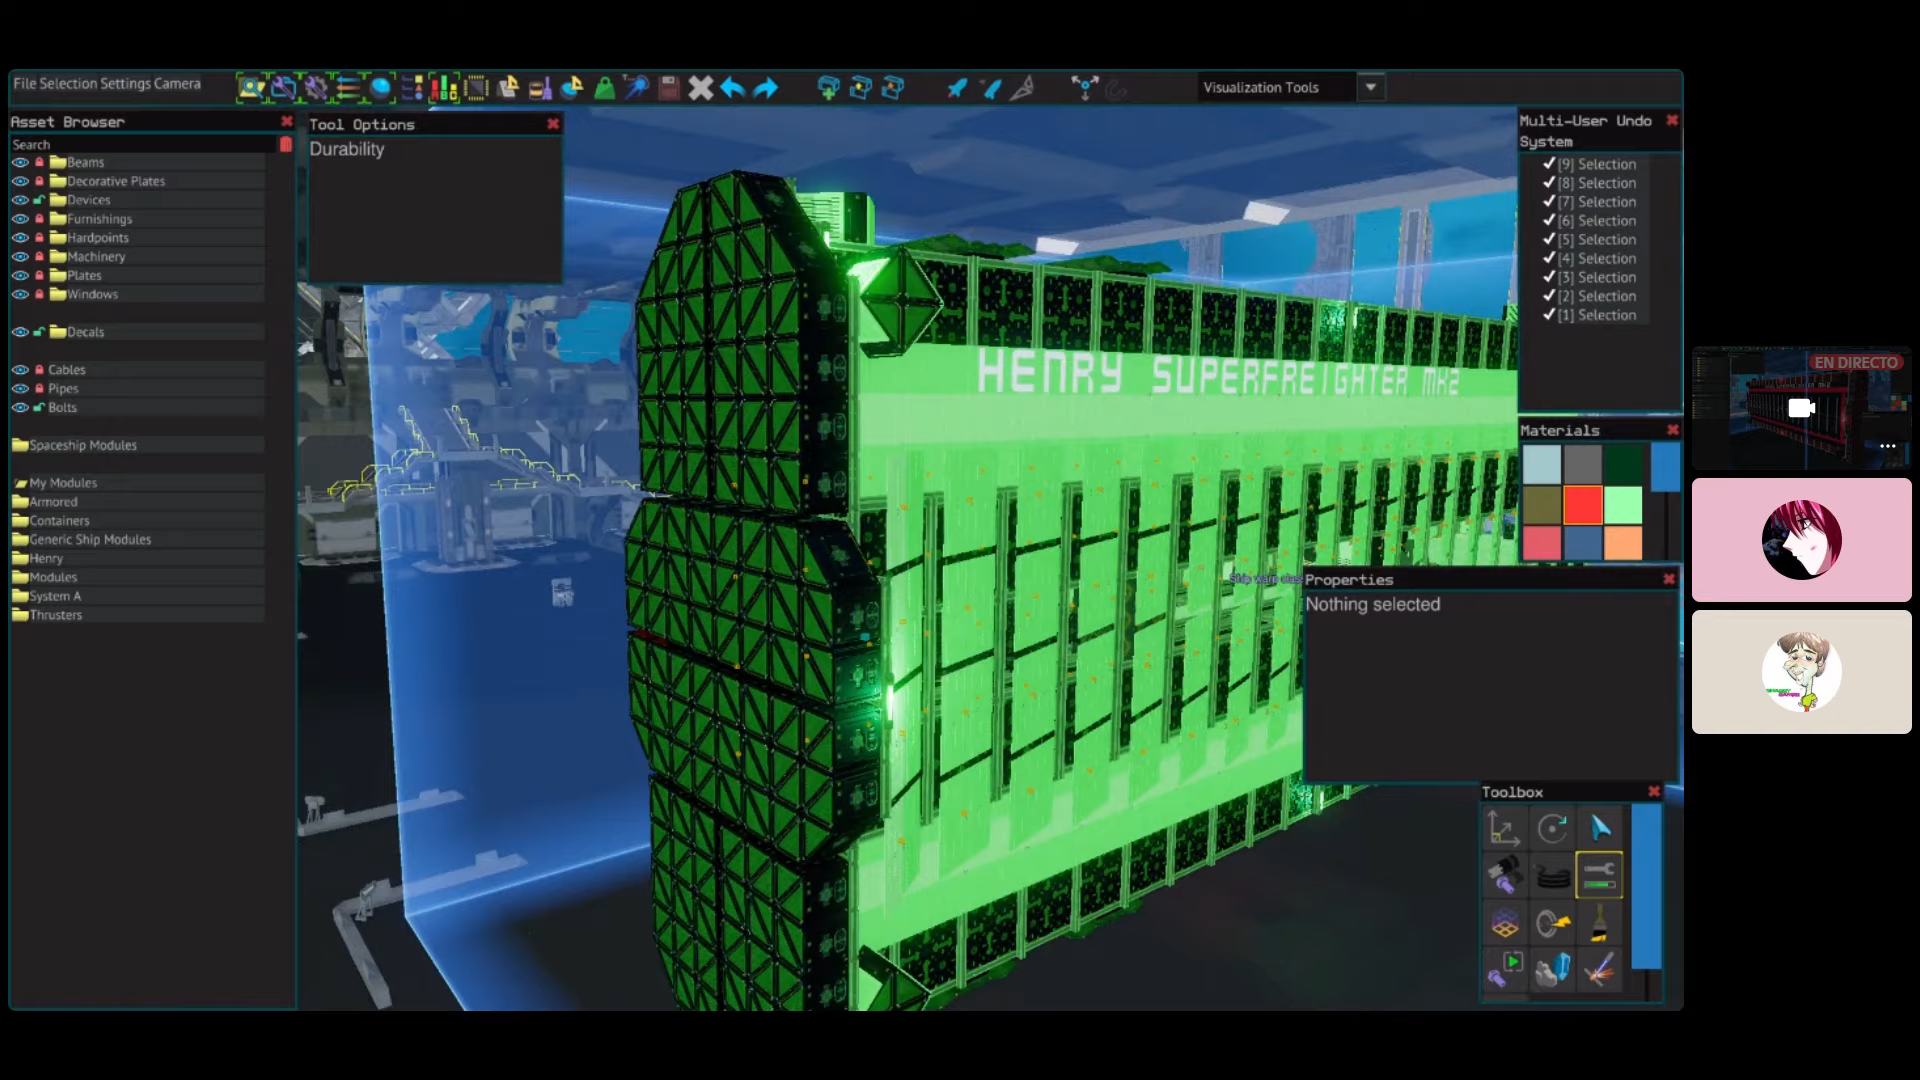 File Selection Settings Camera
Visualization Tools
Asset Browser
Search
Beams
Decorative Plates
Devices
Furnishings
Hardpoints
Machinery
Plates
Windows
Decals
Cables
Pipes
Bolts
Spaceship Modules
My Modules
Armored
Containers
Generic Ship Modules
Henry
Modules
System A
Thrusters
Tool Options
Durability
HENRY SUPERFREIGHTER MK2
Multi-User Undo
System
[9] Selection
[8] Selection
[7] Selection
[6] Selection
[5] Selection
[4] Selection
[3] Selection
[2] Selection
[1] Selection
Materials
Ship warp class
Properties
Nothing selected
Toolbox
EN DIRECTO